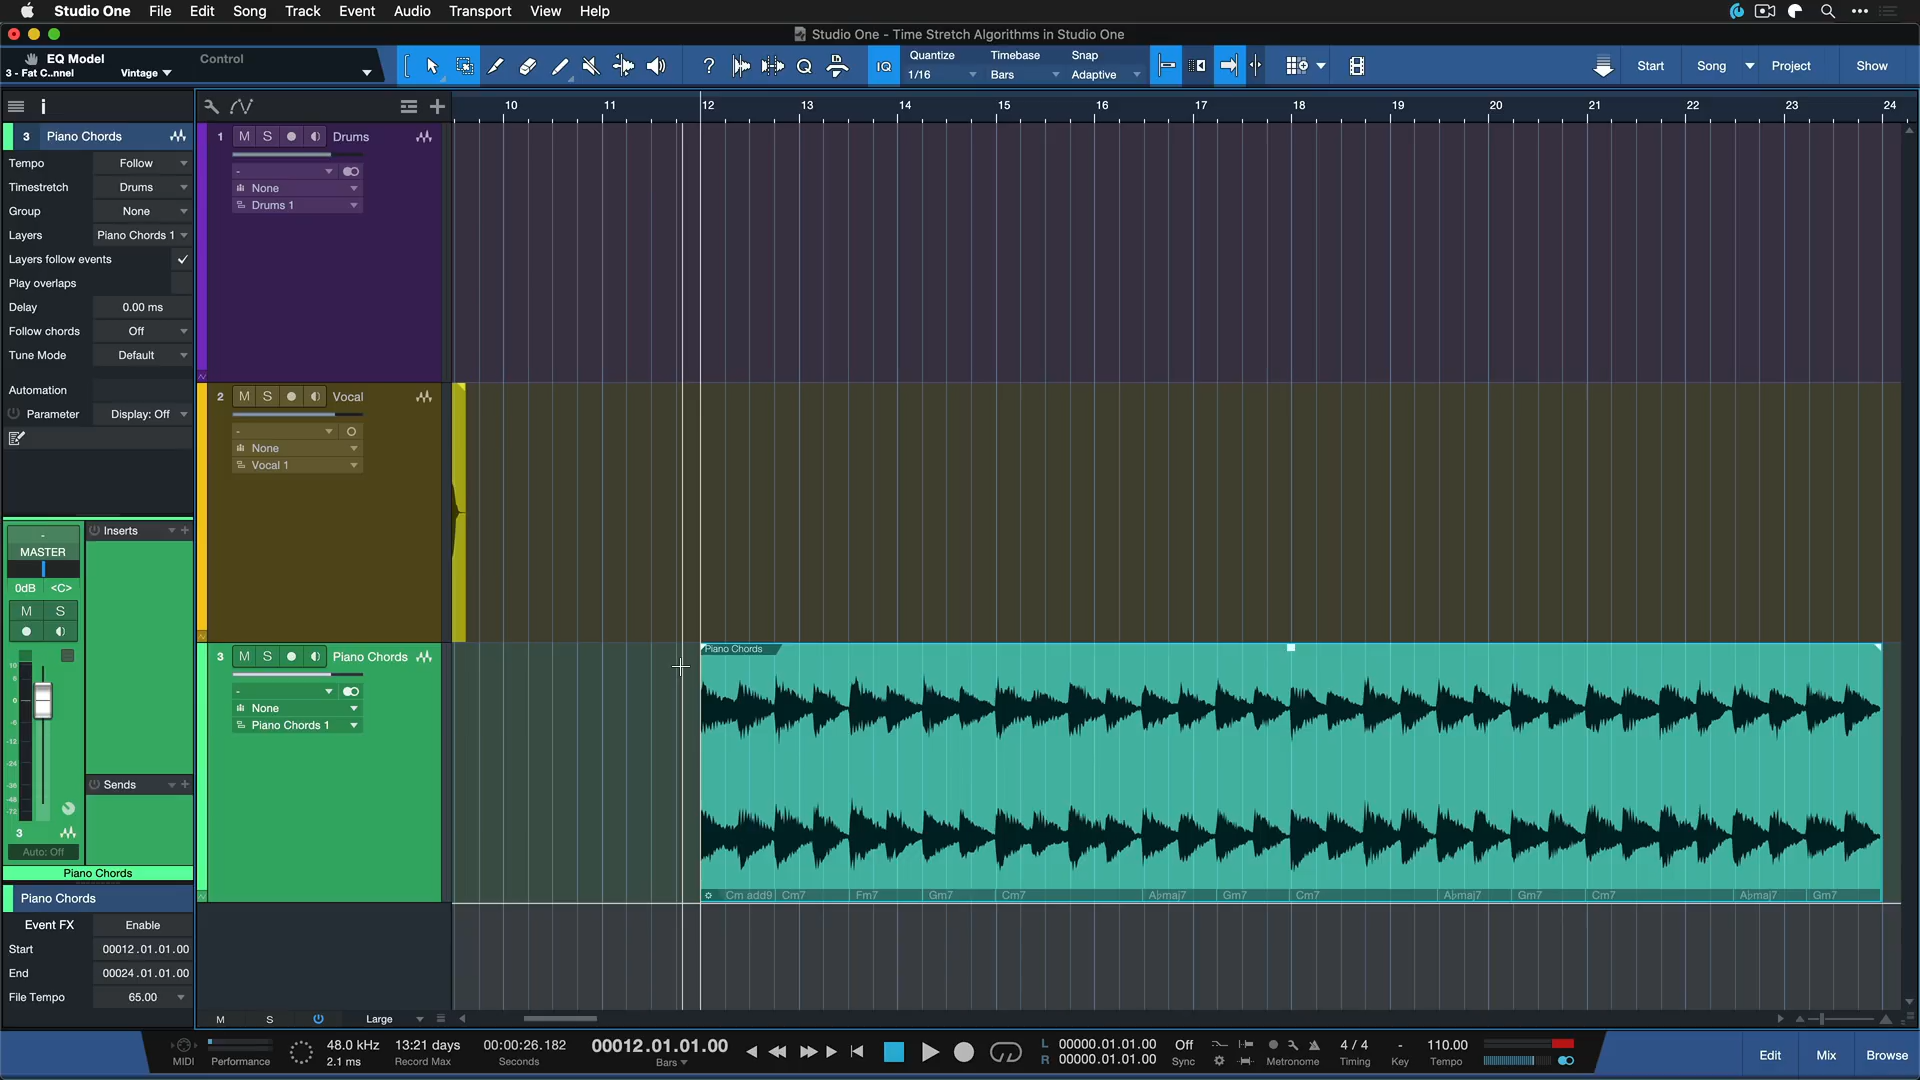 Studio One File Edit Song Track Event Audio Transport View Help
Studio One - Time Stretch Algorithms in Studio One
EQ Model
Control
3 - Fat C..nnel Vintage
IQ
Quantize Timebase Snap
1/16 Bars Adaptive
Start Song Project Show
10 11 12 13 14 15 16 17 18 19 20 21 22 23 24
3 Piano Chords
Tempo Follow
Timestretch Drums
Group None
Layers Piano Chords 1
Layers follow events
Play overlaps
Delay 0.00 ms
Follow chords Off
Tune Mode Default
Automation
Parameter Display: Off
1 M S Drums
-
None
Drums 1
2 M S Vocal
-
None
Vocal 1
3 M S Piano Chords
-
None
Piano Chords 1
Piano Chords
Cm add9 Cm7 Fm7 Gm7 Cm7 A♭maj7 Gm7 Cm7 A♭maj7 Gm7 Cm7 A♭maj7 Gm7
-
Inserts
MASTER
0dB <C>
M S
Sends
3
Auto: Off
Piano Chords
Piano Chords
Event FX Enable
Start 00012.01.01.00
End 00024.01.01.00
File Tempo 65.00
M S Large
MIDI
Performance
48.0 kHz
2.1 ms
13:21 days
Record Max
00:00:26.182
Seconds
00012.01.01.00
Bars
L 00000.01.01.00
R 00000.01.01.00
Off
Sync
Metronome
4 / 4
Timing
-
Key
110.00
Tempo
Edit Mix Browse